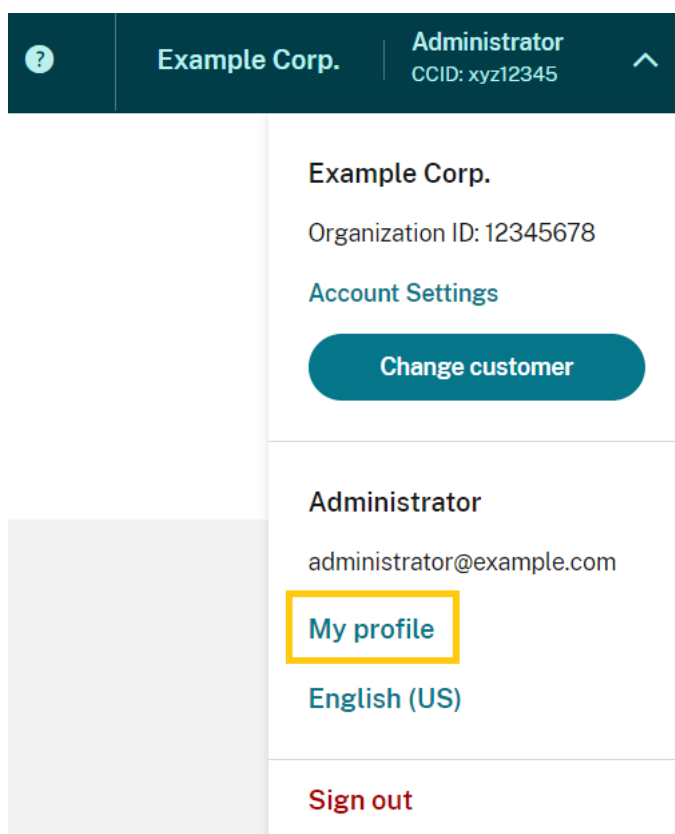 ?
Example Corp.
Administrator
CCID: xyz12345
Example Corp.
Organization ID: 12345678
Account Settings
Change customer
Administrator
administrator@example.com
My profile
English (US)
Sign out